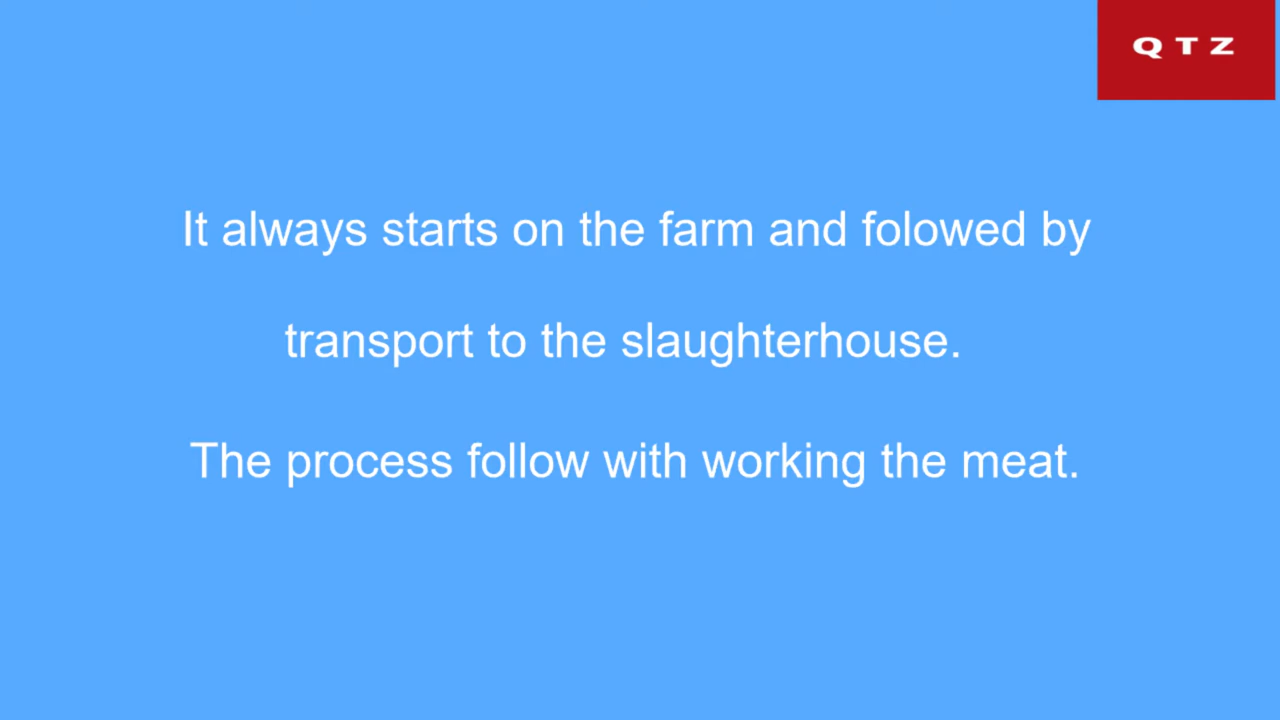 Q T Z
It always starts on the farm and folowed by
transport to the slaughterhouse.
The process follow with working the meat.